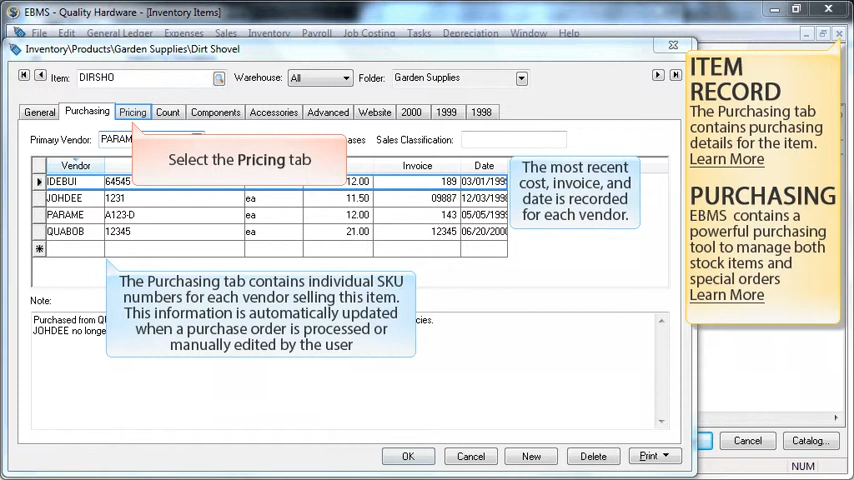 EBMS - Quality Hardware - [Inventory Items]
File Labels General Ledger Expenses Sales Inventory Payroll Job Costing Tasks Depreciation Window Help
Inventory\Products\Garden Supplies\Dirt Shovel
Item: DIRSHO Warehouse: All Folder: Garden Supplies
General Purchasing Pricing Count Components Accessories Advanced Website 2000 1999 1998
Primary Vendor: PARAM Sales Classification:
Select the Pricing tab
Vendor Invoice Date
IDEBUI 64545 12.00 189 03/01/199
JOHDEE 1231 ea 11.50 09887 12/03/199
PARAME A123-D ea 12.00 143 05/05/199
QUABOB 12345 ea 21.00 12345 06/20/200
The most recent
cost, invoice, and
date is recorded
for each vendor.
The Purchasing tab contains individual SKU
numbers for each vendor selling this item.
This information is automatically updated
when a purchase order is processed or
manually edited by the user
Note:
Purchased from
JOHDEE no
OK Cancel New Delete Print
ITEM
RECORD
The Purchasing tab
contains purchasing
details for the item.
Learn More
PURCHASING
EBMS contains a
powerful purchasing
tool to manage both
stock items and
special orders
Learn More
Cancel Catalog...
NUM